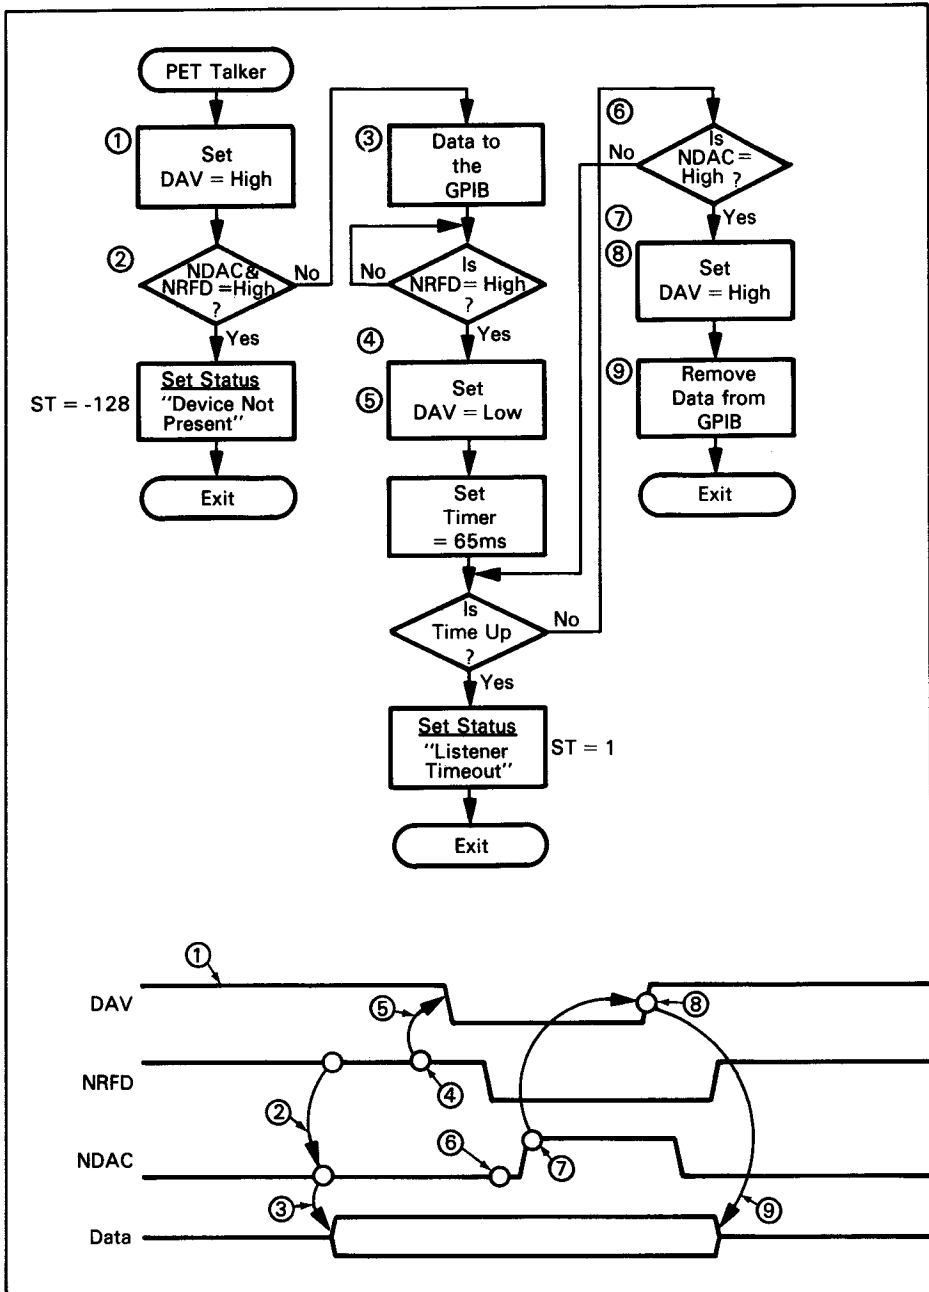 PET Talker
①
Set
DAV = High
②
NDAC &
NRFD = High
?
No
Yes
ST = -128
Set Status
"Device Not
Present"
Exit
③
Data to
the
GPIB
Is
NRFD = High
?
No
④
Yes
⑤
Set
DAV = Low
Set
Timer
= 65ms
Is
Time Up
?
No
Yes
Set Status
"Listener
Timeout"
ST = 1
Exit
⑥
Is
NDAC =
High ?
No
⑦
Yes
⑧
Set
DAV = High
⑨
Remove
Data from
GPIB
Exit
①
DAV
⑤
⑧
NRFD
④
②
⑥
NDAC
⑦
③
⑨
Data